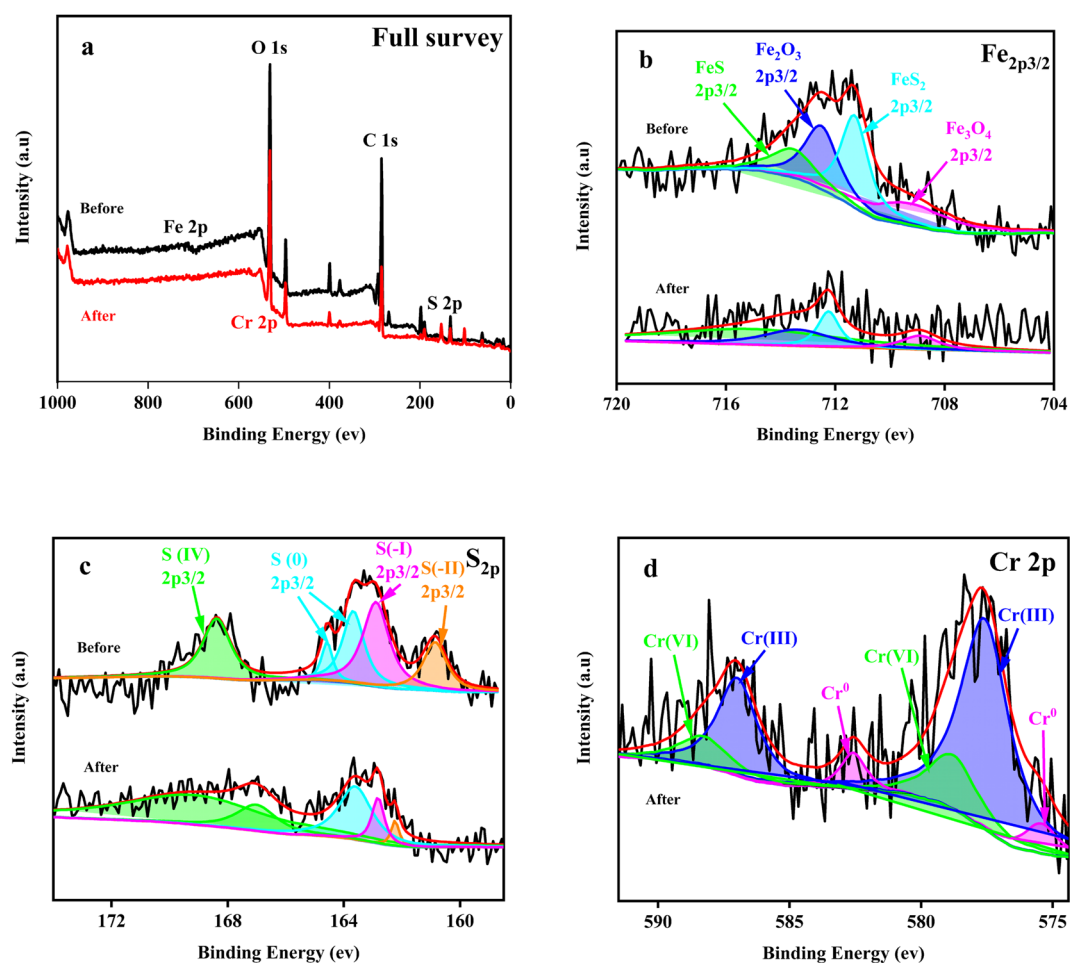 a
Full survey
O 1s
C 1s
Before
Fe 2p
After
Cr 2p
S 2p
Intensity (a.u)
1000
800
600
400
200
0
Binding Energy (ev)
b
Fe2p3/2
FeS
2p3/2
Fe2O3
2p3/2
FeS2
2p3/2
Fe3O4
2p3/2
Before
After
Intensity (a.u)
720
716
712
708
704
Binding Energy (ev)
c
S2p
S (IV)
2p3/2
S (0)
2p3/2
S(-I)
2p3/2
S(-II)
2p3/2
Before
After
Intensity (a.u)
172
168
164
160
Binding Energy (ev)
d
Cr 2p
Cr(VI)
Cr(III)
Cr0
Cr(VI)
Cr(III)
Cr0
After
Intensity (a.u)
590
585
580
575
Binding Energy (ev)